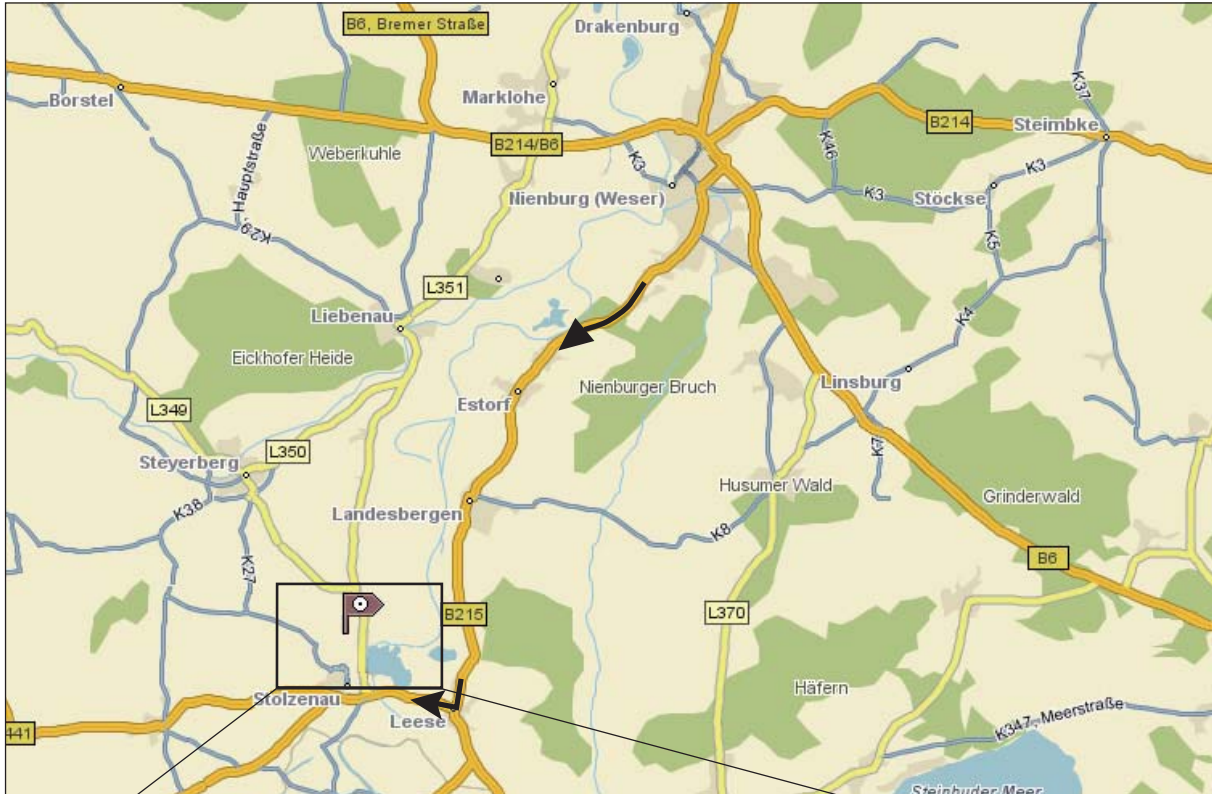 B6, Bremer Straße
Drakenburg
Borstel
Marklohe
K37
B214
Steimbke
Weberkuhle
B214/B6
K3
K46
K3
K29, Hauptstraße
Nienburg (Weser)
K3
Stöckse
K5
L351
Liebenau
K4
Eickhofer Heide
Nienburger Bruch
Linsburg
Estorf
L349
L350
K7
Steyerberg
Husumer Wald
Grinderwald
Landesbergen
K38
K8
K27
B6
B215
L370
Stolzenau
Häfern
Leese
K347, Meerstraße
441
Steinhuder Meer